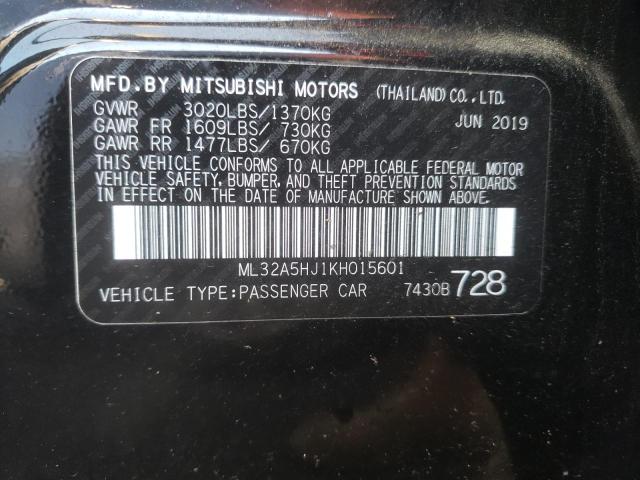 MFD.BY MITSUBISHI MOTORS (THAILAND)CO.,LTD.
GVWR 3020LBS/1370KG
GAWR FR 1609LBS/ 730KG JUN 2019
GAWR RR 1477LBS/ 670KG
THIS VEHICLE CONFORMS TO ALL APPLICABLE FEDERAL MOTOR
VEHICLE SAFETY, BUMPER, AND THEFT PREVENTION STANDARDS
IN EFFECT ON THE DATE OF MANUFACTURE SHOWN ABOVE.
ML32A5HJ1KH015601
VEHICLE TYPE:PASSENGER CAR 7430B 728